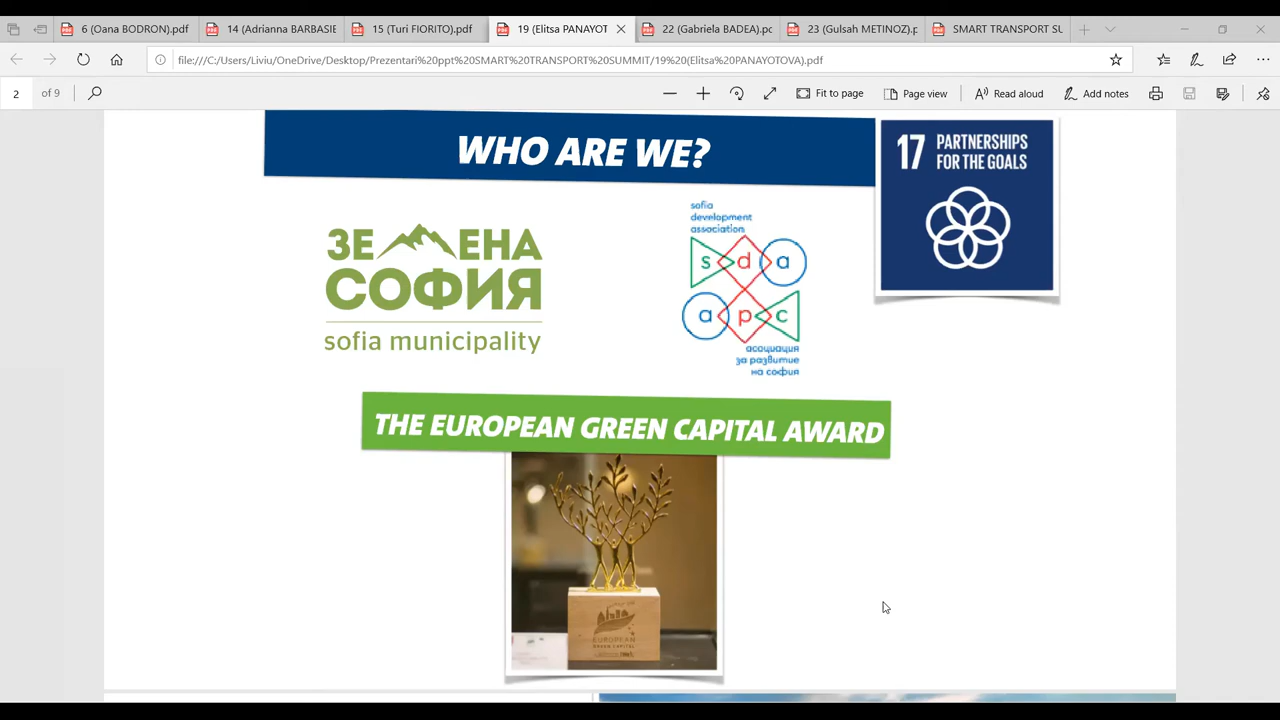 6 (Oana BODRON).pdf
14 (Adrianna BARBASIE
15 (Turi FIORITO).pdf
19 (Elitsa PANAYOT
22 (Gabriela BADEA).pc
23 (Gulsah METINOZ).p
SMART TRANSPORT SU
file:///C:/Users/Liviu/OneDrive/Desktop/Prezentari%20ppt%20SMART%20TRANSPORT%20SUMMIT/19%20(Elitsa%20PANAYOTOVA).pdf
2 of 9
Fit to page
Page view
Read aloud
Add notes
WHO ARE WE?
17 PARTNERSHIPS
FOR THE GOALS
ЗЕЛЕНА
СОФИЯ
sofia municipality
sofia
development
association
s d a
а р с
асоциация
за развитие
на софия
THE EUROPEAN GREEN CAPITAL AWARD
EUROPEAN
GREEN CAPITAL